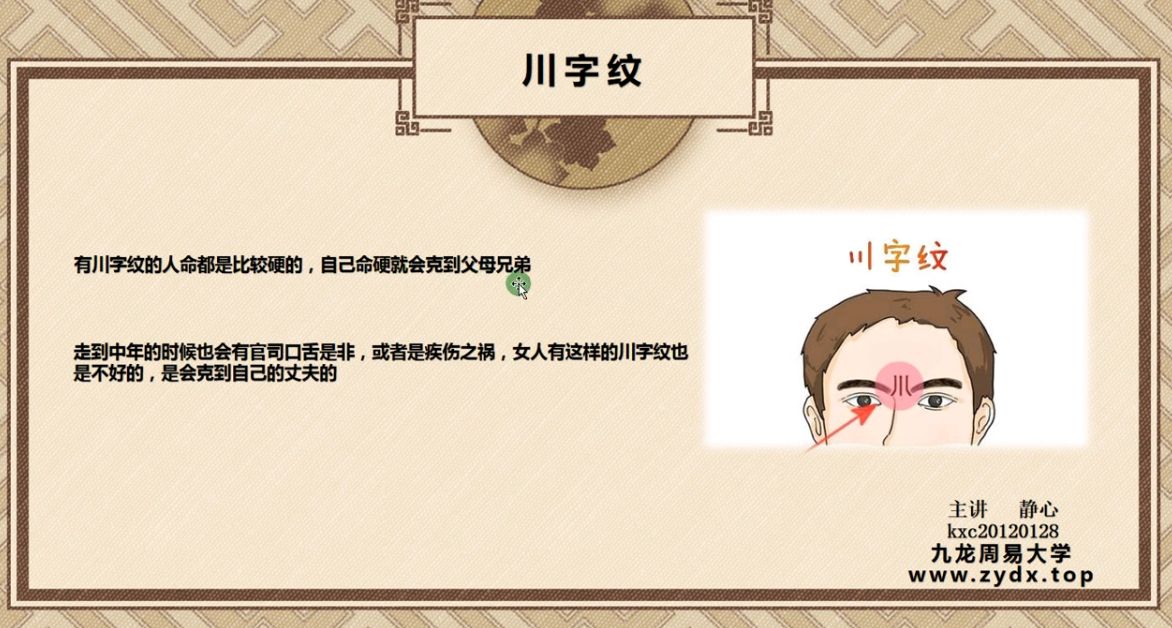 川字纹
有川字纹的人命都是比较硬的，自己命硬就会克到父母兄弟
走到中年的时候也会有官司口舌是非，或者是疾伤之祸，女人有这样的川字纹也
是不好的，是会克到自己的丈夫的
川字纹
川
主讲 静心
kxc20120128
九龙周易大学
www.zydx.top